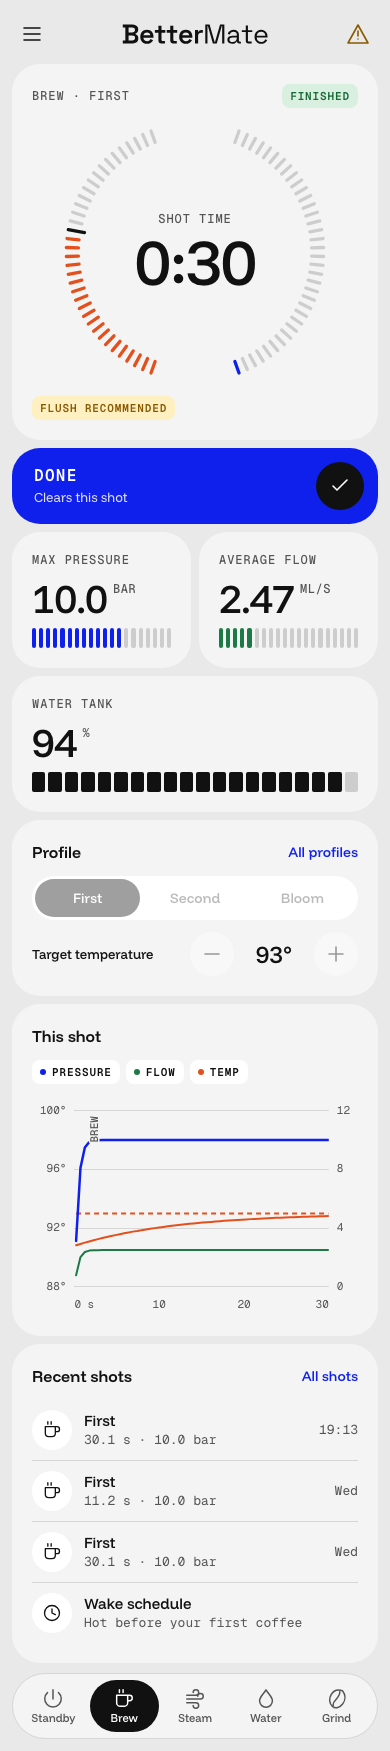 BetterMate
BREW · FIRST
FINISHED
SHOT TIME
0:30
FLUSH RECOMMENDED
DONE
Clears this shot
MAX PRESSURE
10.0 BAR
AVERAGE FLOW
2.47 ML/S
WATER TANK
94 %
Profile
All profiles
First
Second
Bloom
Target temperature
93°
This shot
PRESSURE
FLOW
TEMP
BREW
100°
12
96°
8
92°
4
88°
0
0 s
10
20
30
Recent shots
All shots
First
30.1 s · 10.0 bar
19:13
First
11.2 s · 10.0 bar
Wed
First
30.1 s · 10.0 bar
Wed
Wake schedule
Hot before your first coffee
Standby
Brew
Steam
Water
Grind